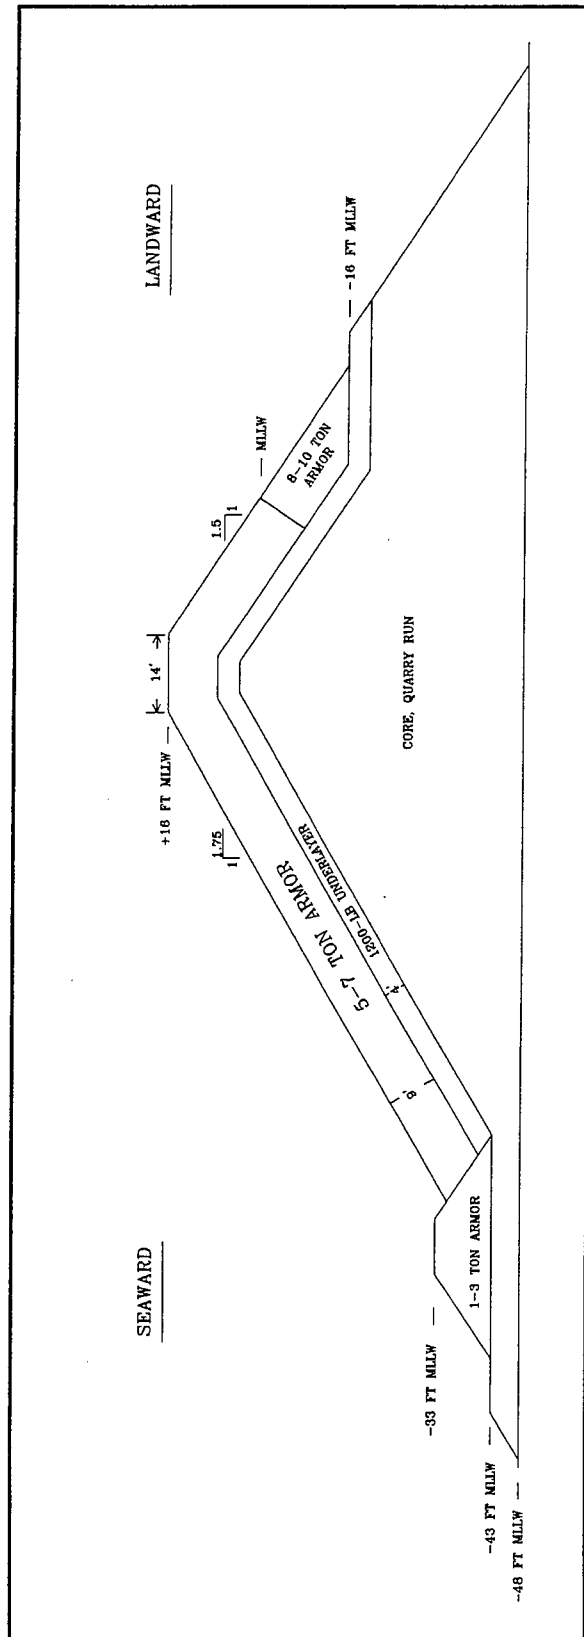 SEAWARD
LANDWARD
+16 FT MLLW
14'
1.75
1
1.5
1
MLLW
-16 FT MLLW
8-10 TON
ARMOR
5-7 TON ARMOR
1200-LB UNDERLAYER
9'
4'
CORE, QUARRY RUN
1-3 TON ARMOR
-33 FT MLLW
-43 FT MLLW
-48 FT MLLW